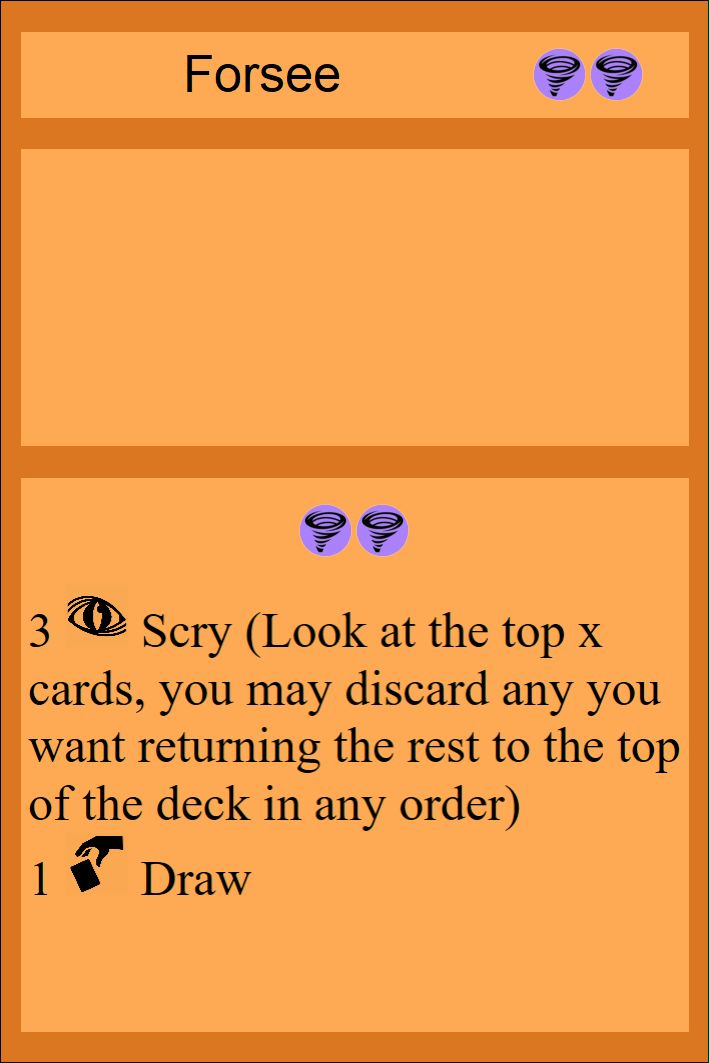 Forsee
3 Scry (Look at the top x
cards, you may discard any you
want returning the rest to the top
of the deck in any order)
1 Draw